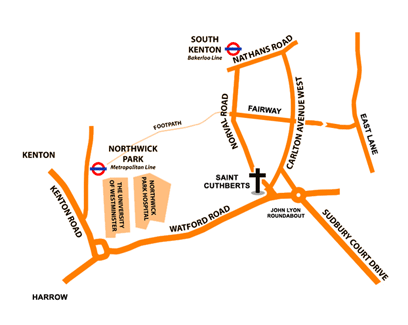 SOUTH
KENTON
Bakerloo Line
NATHANS ROAD
FOOTPATH
NORVAL ROAD
FAIRWAY
CARLTON AVENUE WEST
EAST LANE
NORTHWICK
PARK
Metropolitan Line
KENTON
KENTON ROAD
THE UNIVERSITY
OF WESTMINSTER
NORTHWICK
PARK HOSPITAL
SAINT
CUTHBERTS
WATFORD ROAD
JOHN LYON
ROUNDABOUT
SUDBURY COURT DRIVE
HARROW